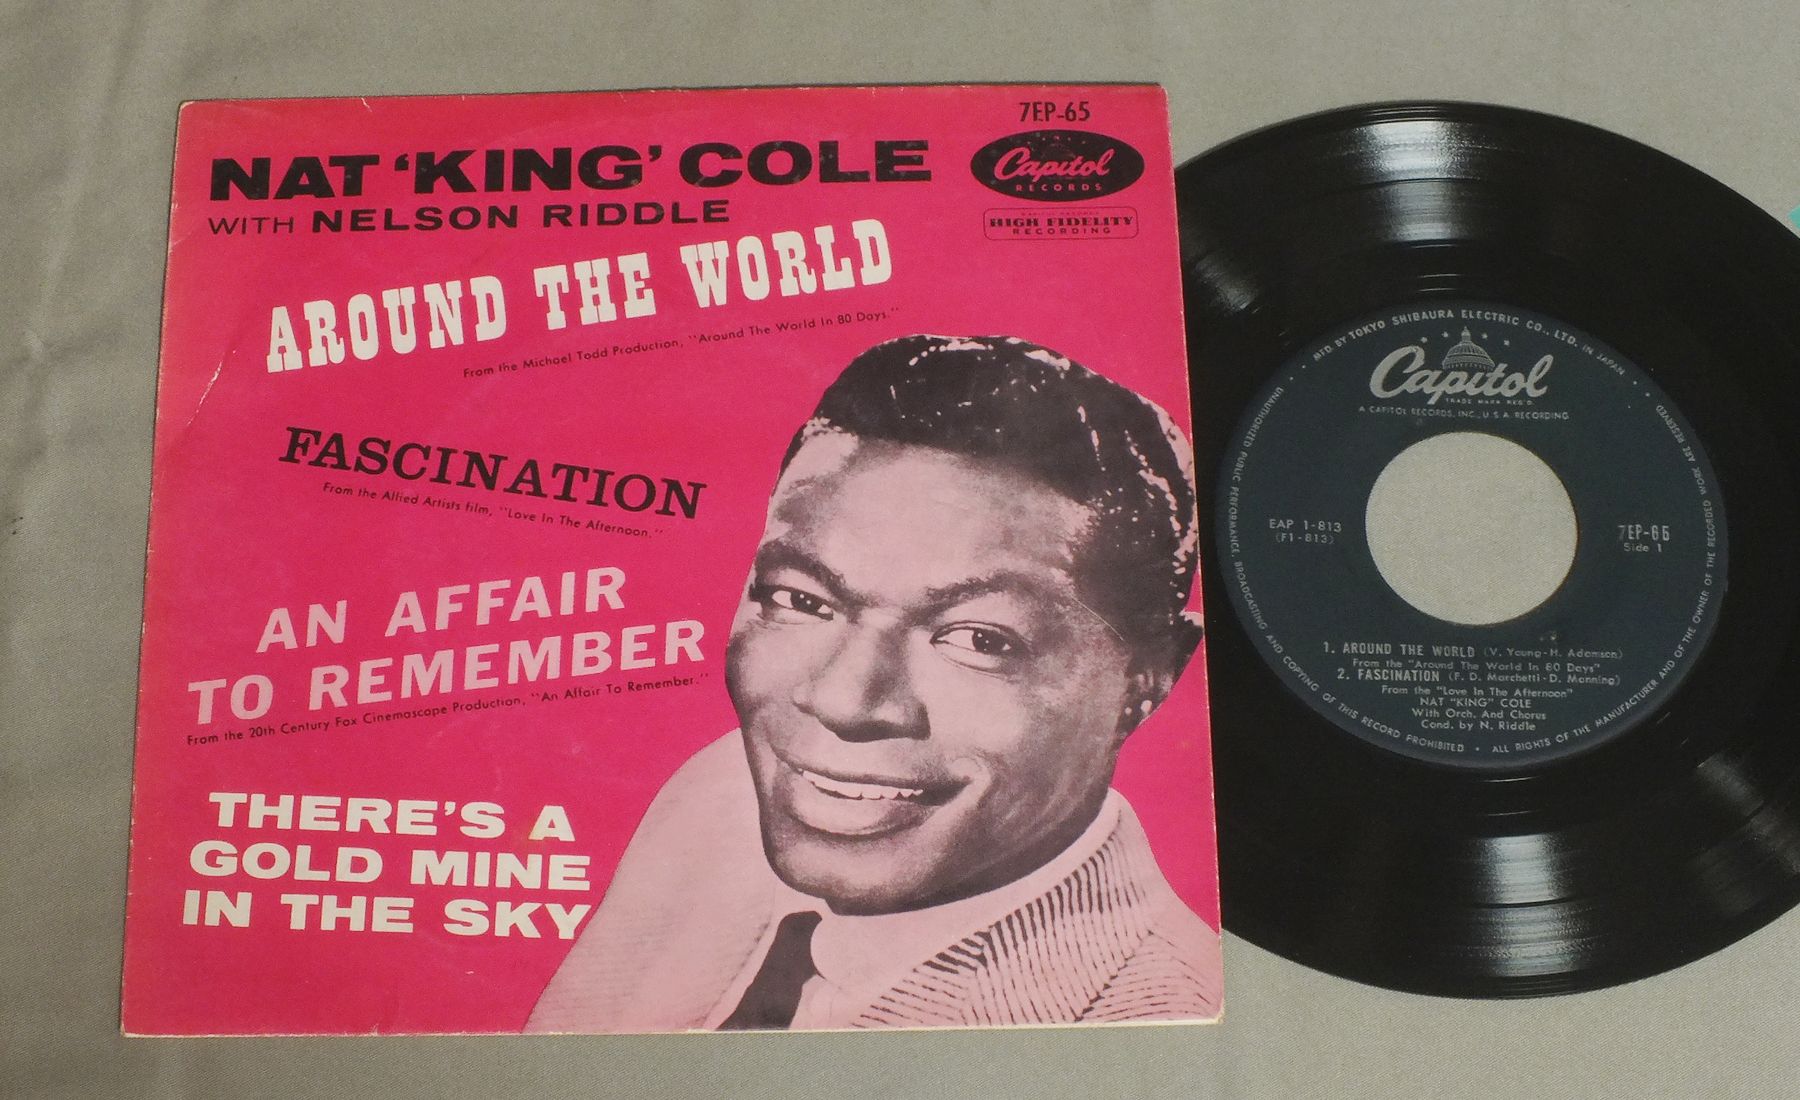 7EP-65
NAT 'KING' COLE
WITH NELSON RIDDLE
Capitol
RECORDS
HIGH FIDELITY
RECORDING
AROUND THE WORLD
From the Michael Todd Production, "Around The World In 80 Days."
FASCINATION
From the Allied Artists film, "Love In The Afternoon."
AN AFFAIR
TO REMEMBER
From the 20th Century Fox Cinemascope Production, "An Affair To Remember."
THERE'S A
GOLD MINE
IN THE SKY
MFD. BY TOKYO SHIBAURA ELECTRIC CO., LTD. IN JAPAN
Capitol
TRADE MARK REG'D.
A CAPITOL RECORDS, INC., U.S.A. RECORDING
EAP 1-813
(F1-813)
7EP-65
Side 1
1. AROUND THE WORLD (V. Young-H. Adamson)
From the "Around The World In 80 Days"
2. FASCINATION (F. D. Marchetti-D. Manning)
From the "Love In The Afternoon"
NAT "KING" COLE
With Orch. And Chorus
Cond. by N. Riddle
UNAUTHORIZED PUBLIC PERFORMANCE, BROADCASTING AND COPYING OF THIS RECORD PROHIBITED • ALL RIGHTS OF THE MANUFACTURER AND OF THE OWNER OF THE RECORDED WORK ARE RESERVED